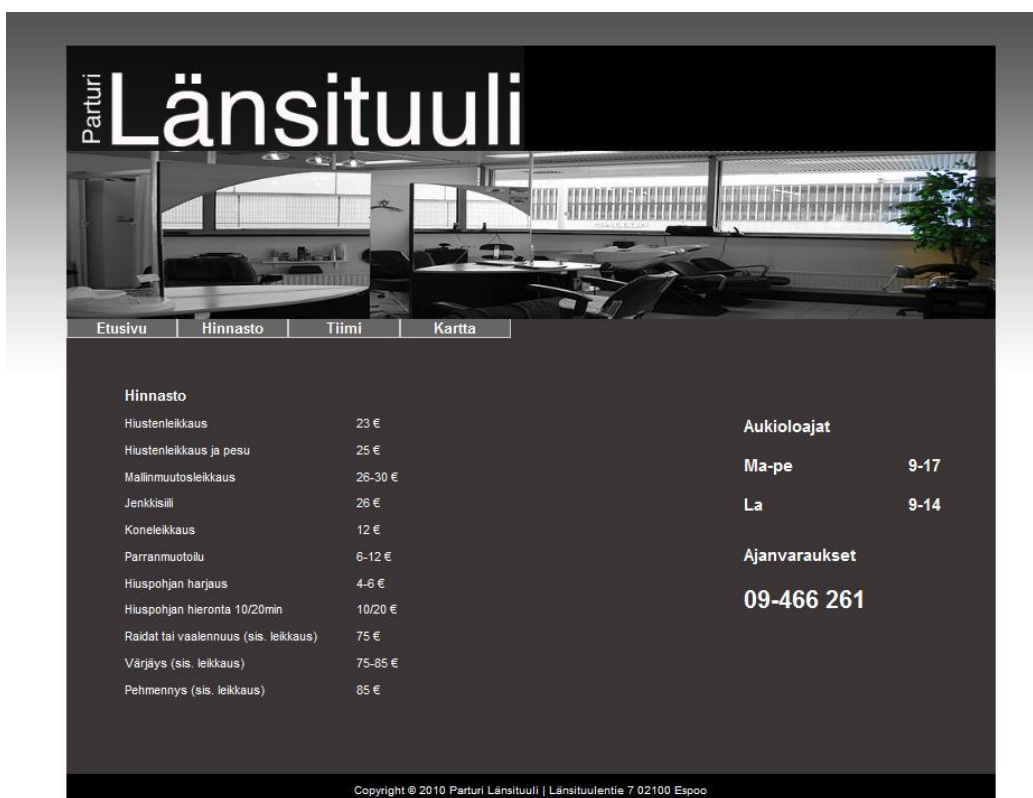 Parturi
Länsituuli
Etusivu Hinnasto Tiimi Kartta
Hinnasto
Hiustenleikkaus 23 €
Hiustenleikkaus ja pesu 25 €
Mallinmuutosleikkaus 26-30 €
Jenkkisiili 26 €
Koneleikkaus 12 €
Parranmuotoilu 6-12 €
Hiuspohjan harjaus 4-6 €
Hiuspohjan hieronta 10/20min 10/20 €
Raidat tai vaalennuus (sis. leikkaus) 75 €
Värjäys (sis. leikkaus) 75-85 €
Pehmennys (sis. leikkaus) 85 €
Aukioloajat
Ma-pe 9-17
La 9-14
Ajanvaraukset
09-466 261
Copyright © 2010 Parturi Länsituuli | Länsituulentie 7 02100 Espoo